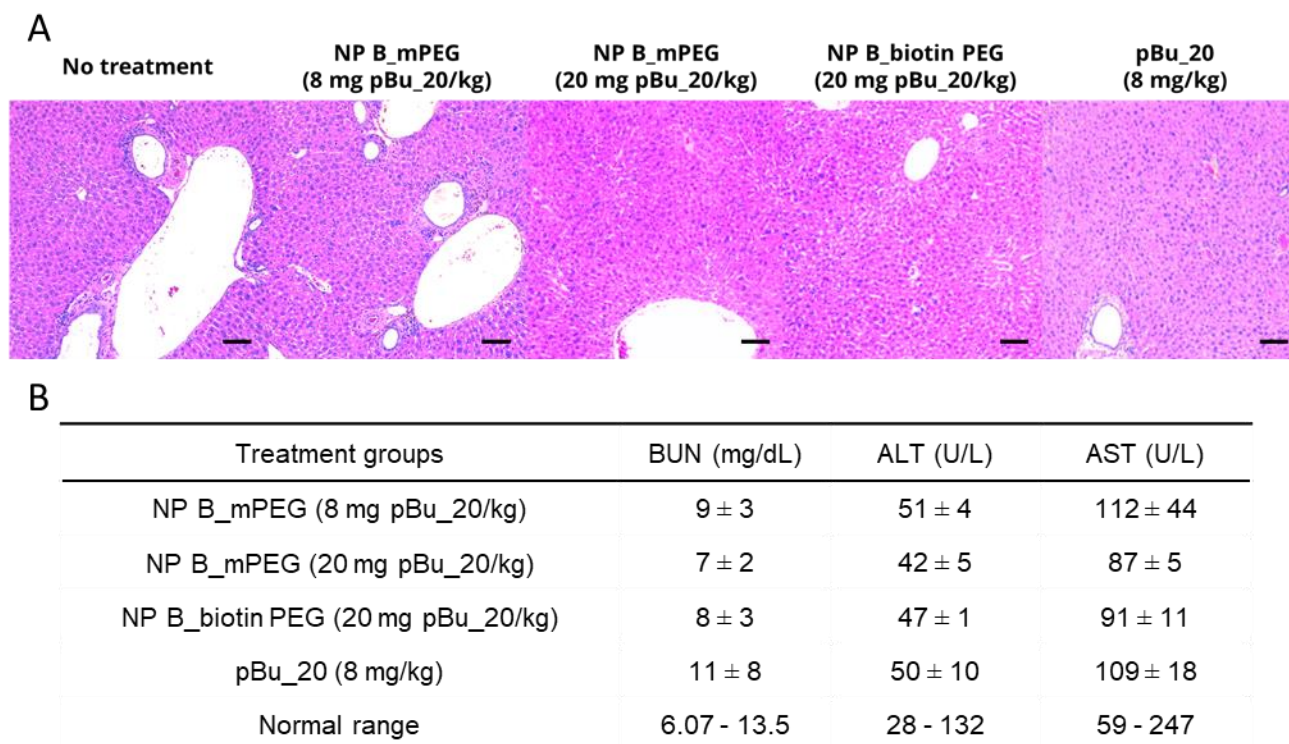 A
No treatment
NP B_mPEG
(8 mg pBu_20/kg)
NP B_mPEG
(20 mg pBu_20/kg)
NP B_biotin PEG
(20 mg pBu_20/kg)
pBu_20
(8 mg/kg)
B
Treatment groups BUN (mg/dL) ALT (U/L) AST (U/L)
NP B_mPEG (8 mg pBu_20/kg) 9 ± 3 51 ± 4 112 ± 44
NP B_mPEG (20 mg pBu_20/kg) 7 ± 2 42 ± 5 87 ± 5
NP B_biotin PEG (20 mg pBu_20/kg) 8 ± 3 47 ± 1 91 ± 11
pBu_20 (8 mg/kg) 11 ± 8 50 ± 10 109 ± 18
Normal range 6.07 - 13.5 28 - 132 59 - 247